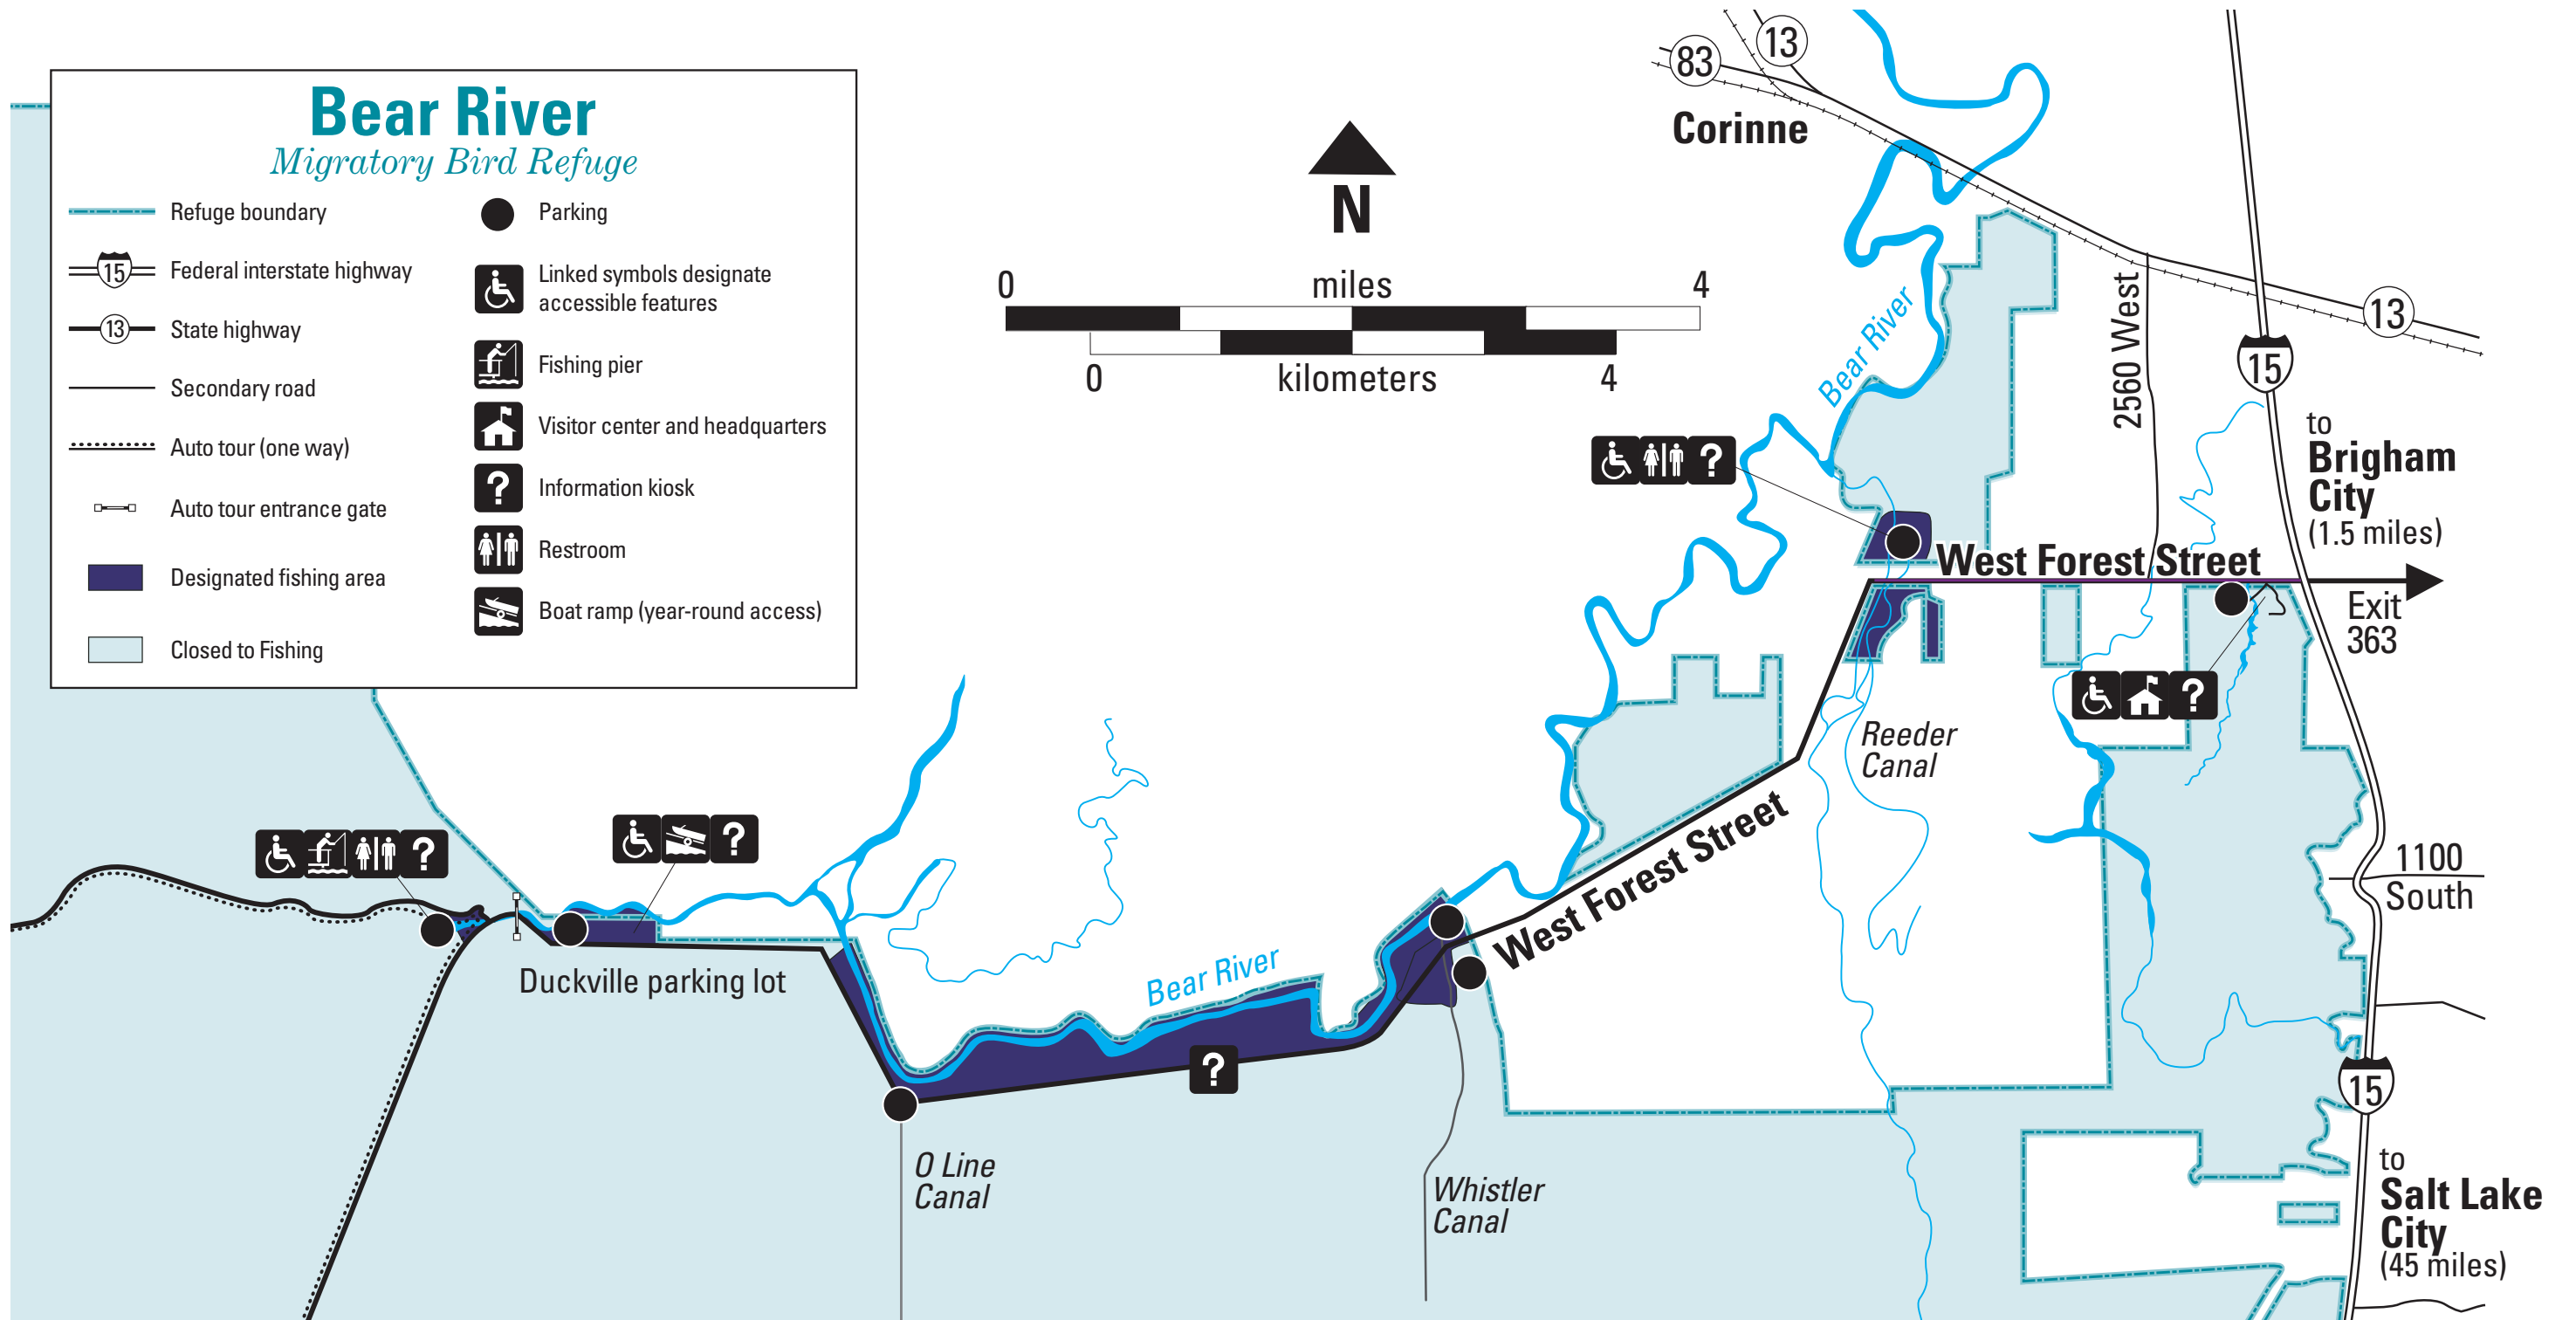 Bear River
Migratory Bird Refuge
Refuge boundary
15
Federal interstate highway
13
State highway
Secondary road
Auto tour (one way)
Auto tour entrance gate
Designated fishing area
Closed to Fishing
Parking
Linked symbols designate
accessible features
?
Fishing pier
Visitor center and headquarters
Information kiosk
Restroom
Boat ramp (year-round access)
N
0
miles
4
0
kilometers
4
83
13
Corinne
Bear River
2560 West
13
15
to
Brigham
City
(1.5 miles)
?
West Forest Street
Exit
363
?
Reeder
Canal
West Forest Street
1100
South
?
?
Duckville parking lot
Bear River
?
O Line
Canal
Whistler
Canal
15
to
Salt Lake
City
(45 miles)